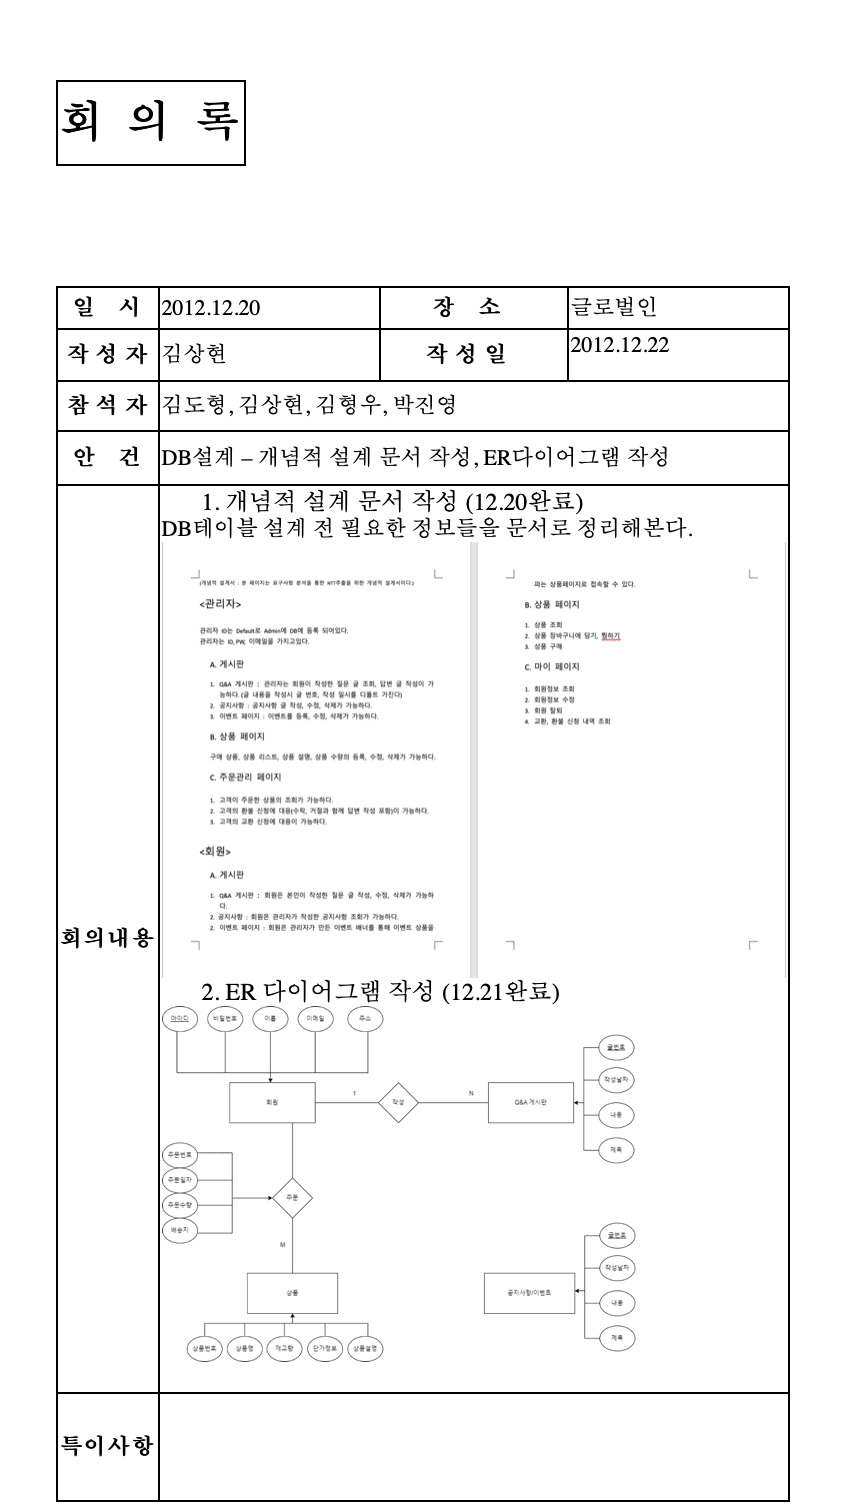 회 의 록
일 시 2012.12.20 장 소 글로벌인
작 성 자 김상현 작 성 일 2012.12.22
참 석 자 김도형, 김상현, 김형우, 박진영
안 건 DB설계 – 개념적 설계 문서 작성, ER다이어그램 작성
회의내용
1. 개념적 설계 문서 작성 (12.20완료)
DB테이블 설계 전 필요한 정보들을 문서로 정리해본다.
(개념적 설계서 : 본 페이지는 요구사항 분석을 통한 NTT추출을 위한 개념적 설계서이다.)
<관리자>
관리자 ID는 Default로 Admin에 DB에 등록 되어있다.
관리자는 ID, PW, 이메일을 가지고있다.
A. 게시판
1. Q&A 게시판 : 관리자는 회원이 작성한 질문 글 조회, 답변 글 작성이 가
능하다.(글 내용을 작성시 글 번호, 작성 일시를 디폴트 가진다)
2. 공지사항 : 공지사항 글 작성, 수정, 삭제가 가능하다.
3. 이벤트 페이지 : 이벤트를 등록, 수정, 삭제가 가능하다.
B. 상품 페이지
구매 상품, 상품 리스트, 상품 설명, 상품 수량의 등록, 수정, 삭제가 가능하다.
C. 주문관리 페이지
1. 고객이 주문한 상품의 조회가 가능하다.
2. 고객의 환불 신청에 대응(수락, 거절과 함께 답변 작성 포함)이 가능하다.
3. 고객의 교환 신청에 대응이 가능하다.
<회원>
A. 게시판
1. Q&A 게시판 : 회원은 본인이 작성한 질문 글 작성, 수정, 삭제가 가능하
다.
2. 공지사항 : 회원은 관리자가 작성한 공지사항 조회가 가능하다.
2. 이벤트 페이지 : 회원은 관리자가 만든 이벤트 배너를 통해 이벤트 상품을
파는 상품페이지로 접속할 수 있다.
B. 상품 페이지
1. 상품 조회
2. 상품 장바구니에 담기, 찜하기
3. 상품 구매
C. 마이 페이지
1. 회원정보 조회
2. 회원정보 수정
3. 회원 탈퇴
4. 교환, 환불 신청 내역 조회
2. ER 다이어그램 작성 (12.21완료)
아이디 비밀번호 이름 이메일 주소
회원 1 작성 N Q&A 게시판
글번호
작성날자
내용
제목
주문번호
주문일자
주문수량
배송지
주문
M
상품
상품번호 상품명 재고량 단가정보 상품설명
공지사항/이벤트
글번호
작성날자
내용
제목
특이사항